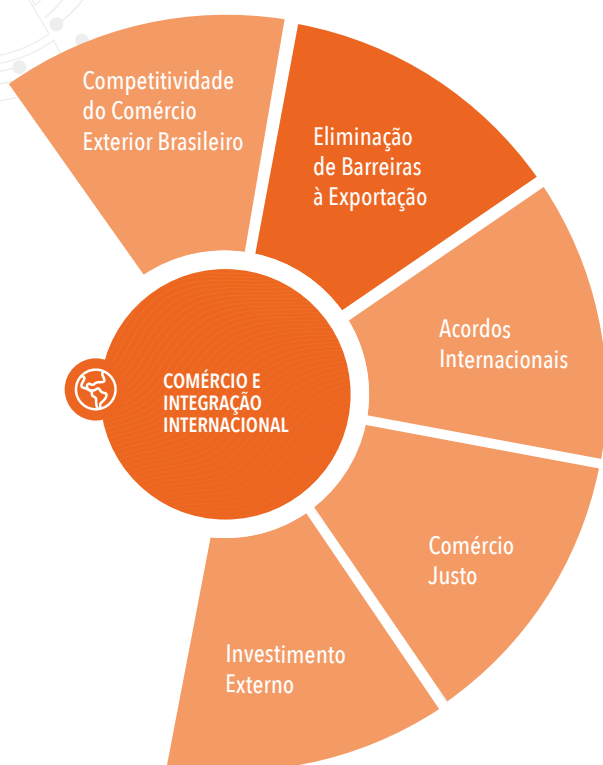 Competitividade
do Comércio
Exterior Brasileiro
Eliminação
de Barreiras
à Exportação
Acordos
Internacionais
COMÉRCIO E
INTEGRAÇÃO
INTERNACIONAL
Comércio
Justo
Investimento
Externo